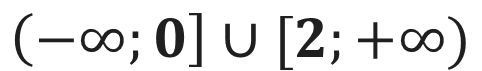 (−∞; 0] ∪ [2; +∞)